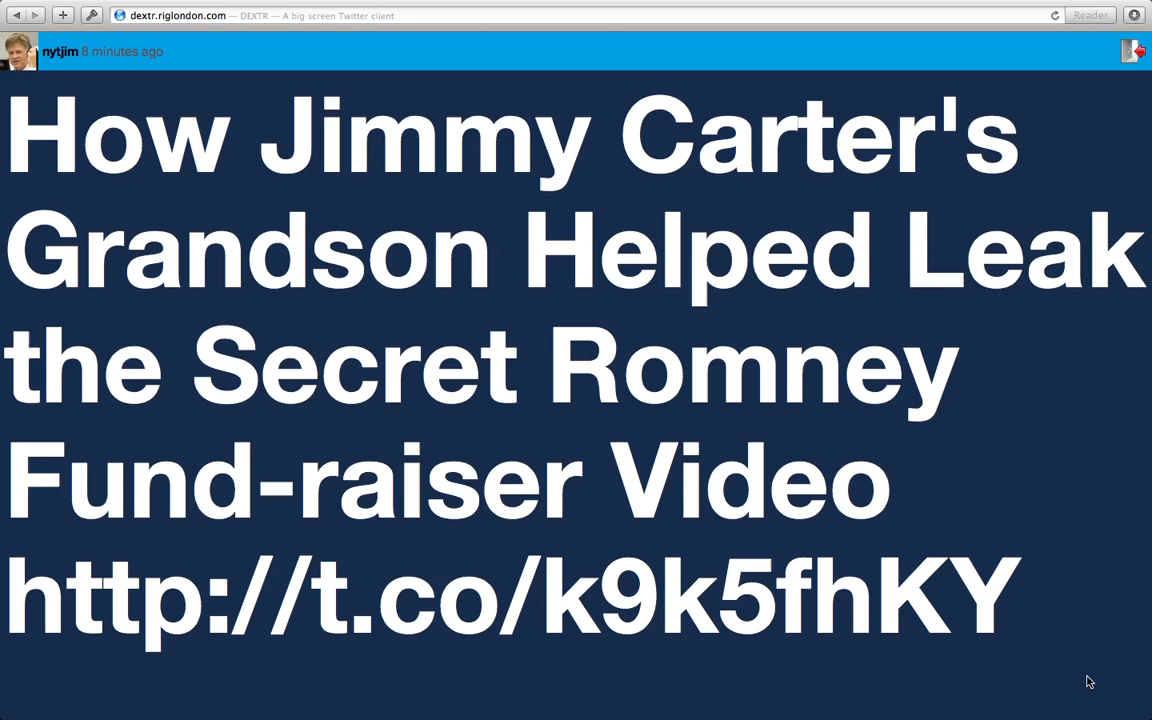 dextr.riglondon.com — DEXTR — A big screen Twitter client
Reader
nytjim 8 minutes ago
How Jimmy Carter's
Grandson Helped Leak
the Secret Romney
Fund-raiser Video
http://t.co/k9k5fhKY